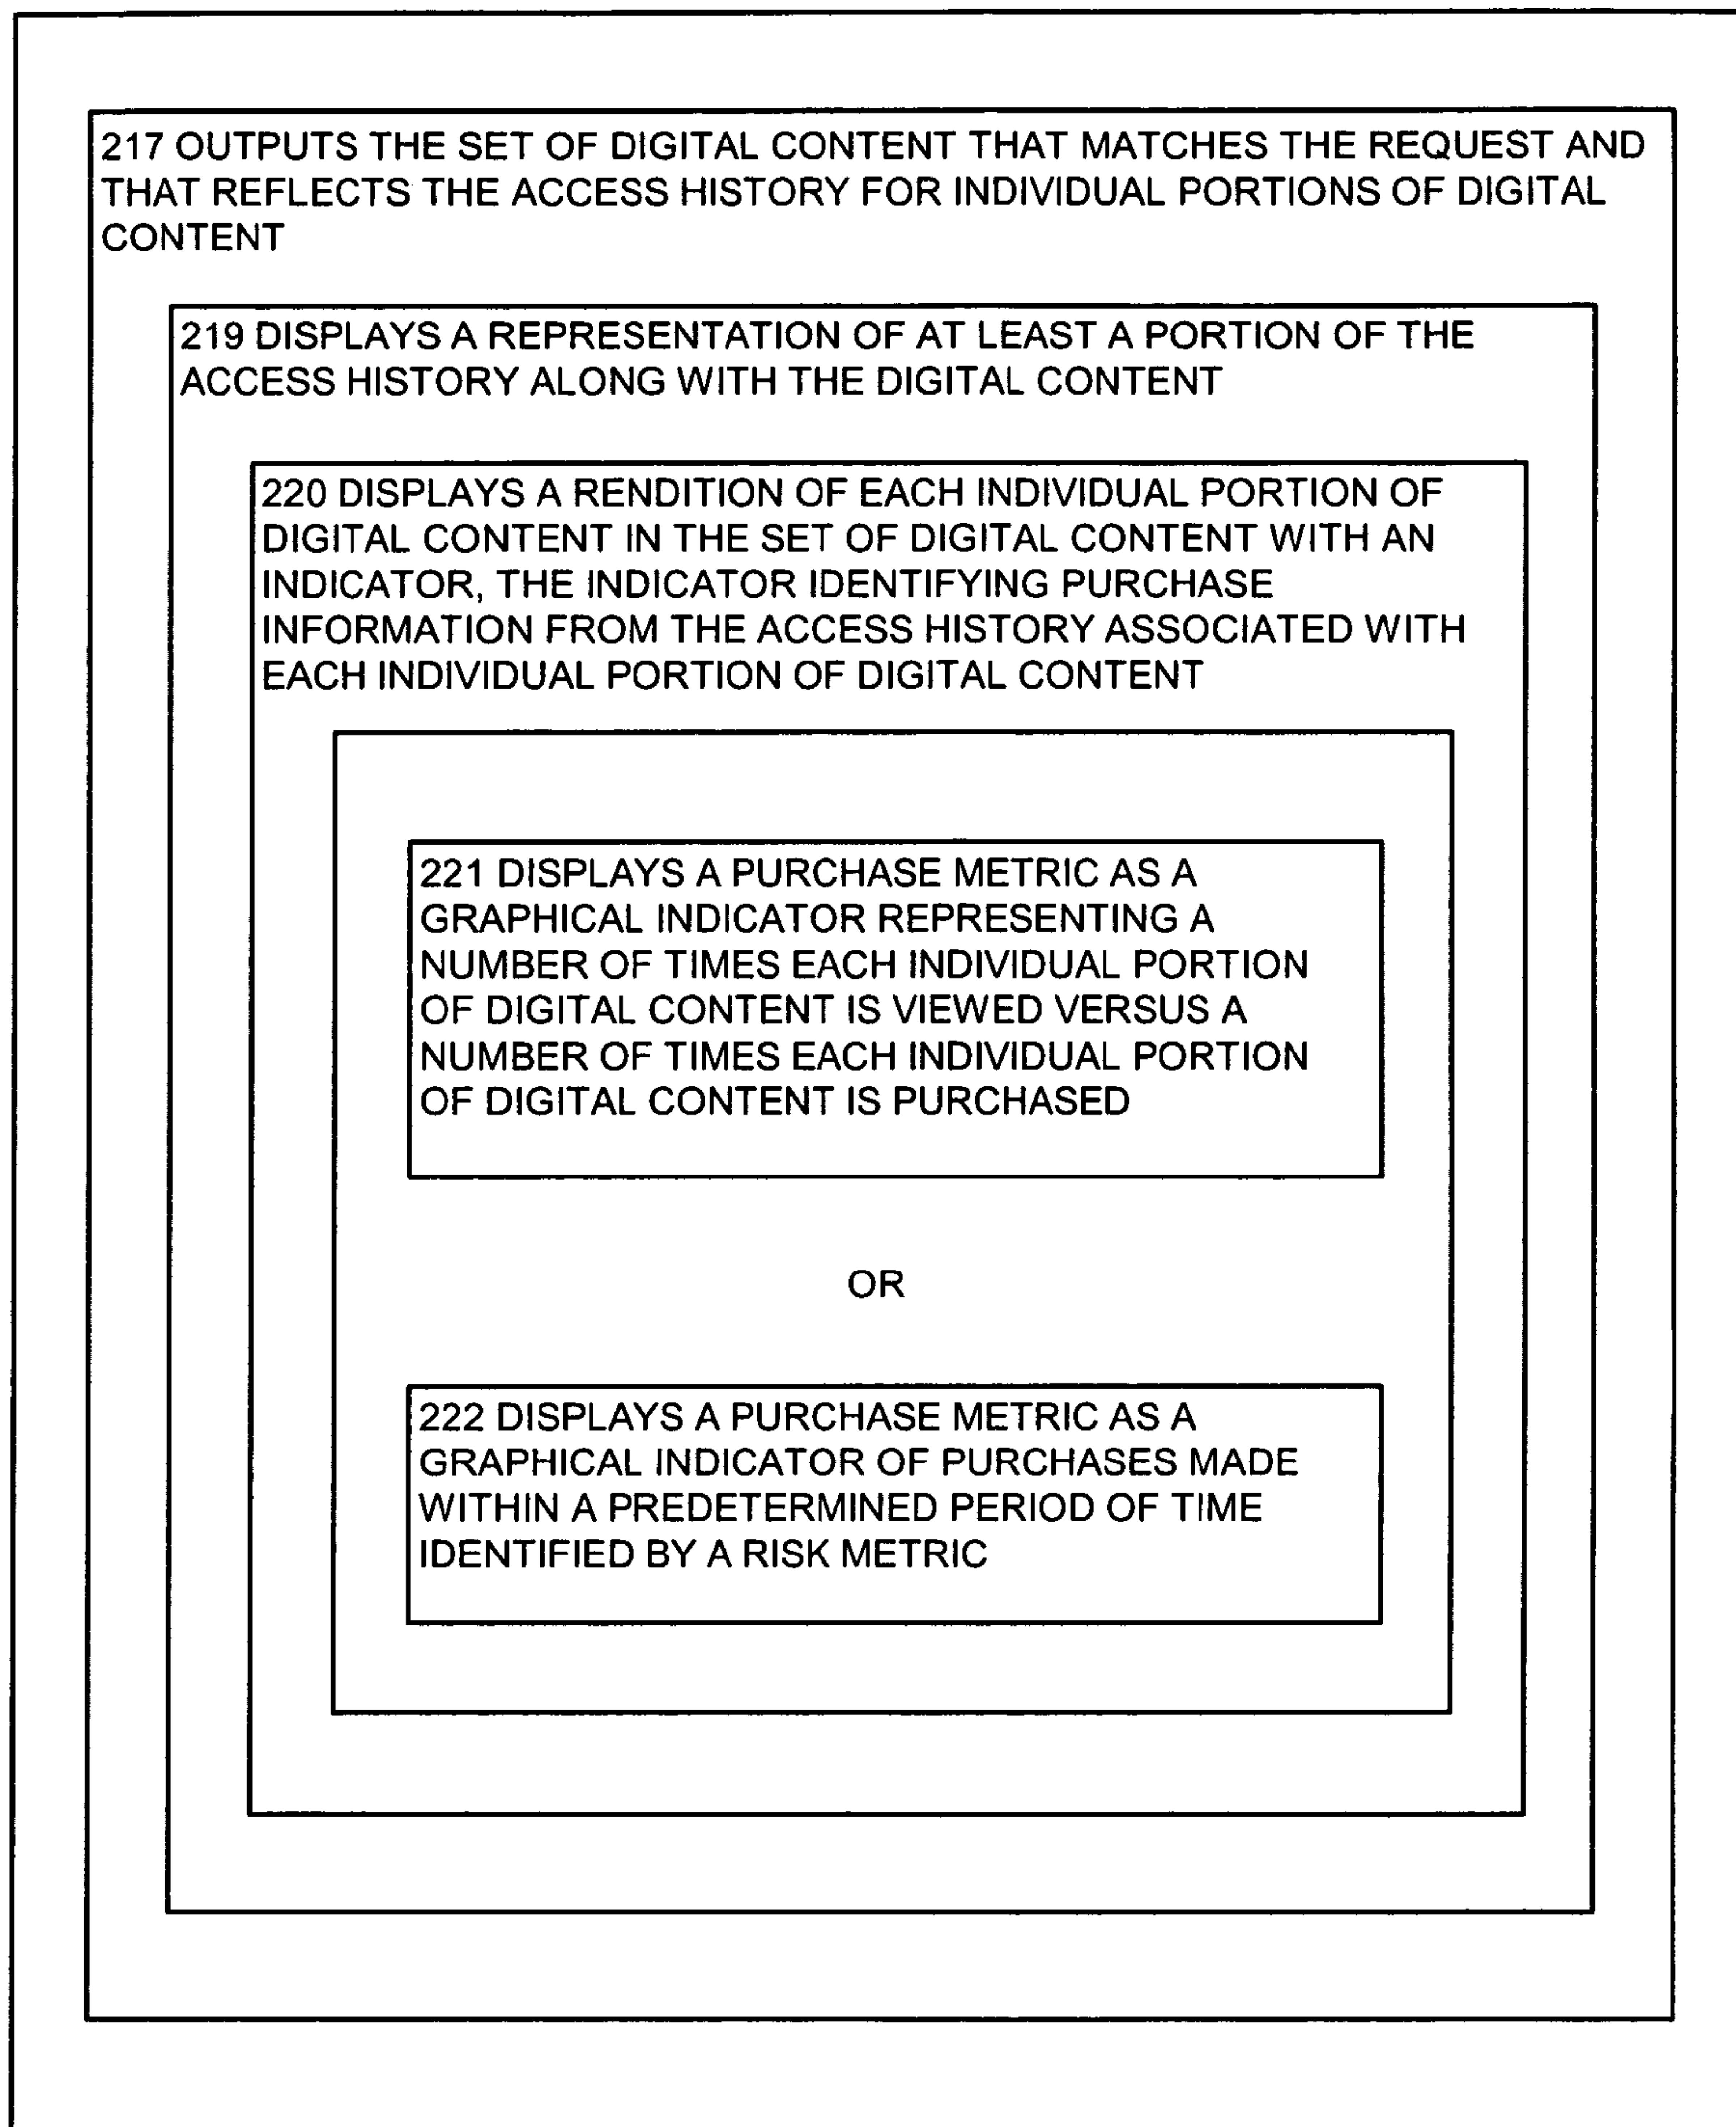 217 OUTPUTS THE SET OF DIGITAL CONTENT THAT MATCHES THE REQUEST AND
THAT REFLECTS THE ACCESS HISTORY FOR INDIVIDUAL PORTIONS OF DIGITAL
CONTENT
219 DISPLAYS A REPRESENTATION OF AT LEAST A PORTION OF THE
ACCESS HISTORY ALONG WITH THE DIGITAL CONTENT
220 DISPLAYS A RENDITION OF EACH INDIVIDUAL PORTION OF
DIGITAL CONTENT IN THE SET OF DIGITAL CONTENT WITH AN
INDICATOR, THE INDICATOR IDENTIFYING PURCHASE
INFORMATION FROM THE ACCESS HISTORY ASSOCIATED WITH
EACH INDIVIDUAL PORTION OF DIGITAL CONTENT
221 DISPLAYS A PURCHASE METRIC AS A
GRAPHICAL INDICATOR REPRESENTING A
NUMBER OF TIMES EACH INDIVIDUAL PORTION
OF DIGITAL CONTENT IS VIEWED VERSUS A
NUMBER OF TIMES EACH INDIVIDUAL PORTION
OF DIGITAL CONTENT IS PURCHASED
OR
222 DISPLAYS A PURCHASE METRIC AS A
GRAPHICAL INDICATOR OF PURCHASES MADE
WITHIN A PREDETERMINED PERIOD OF TIME
IDENTIFIED BY A RISK METRIC